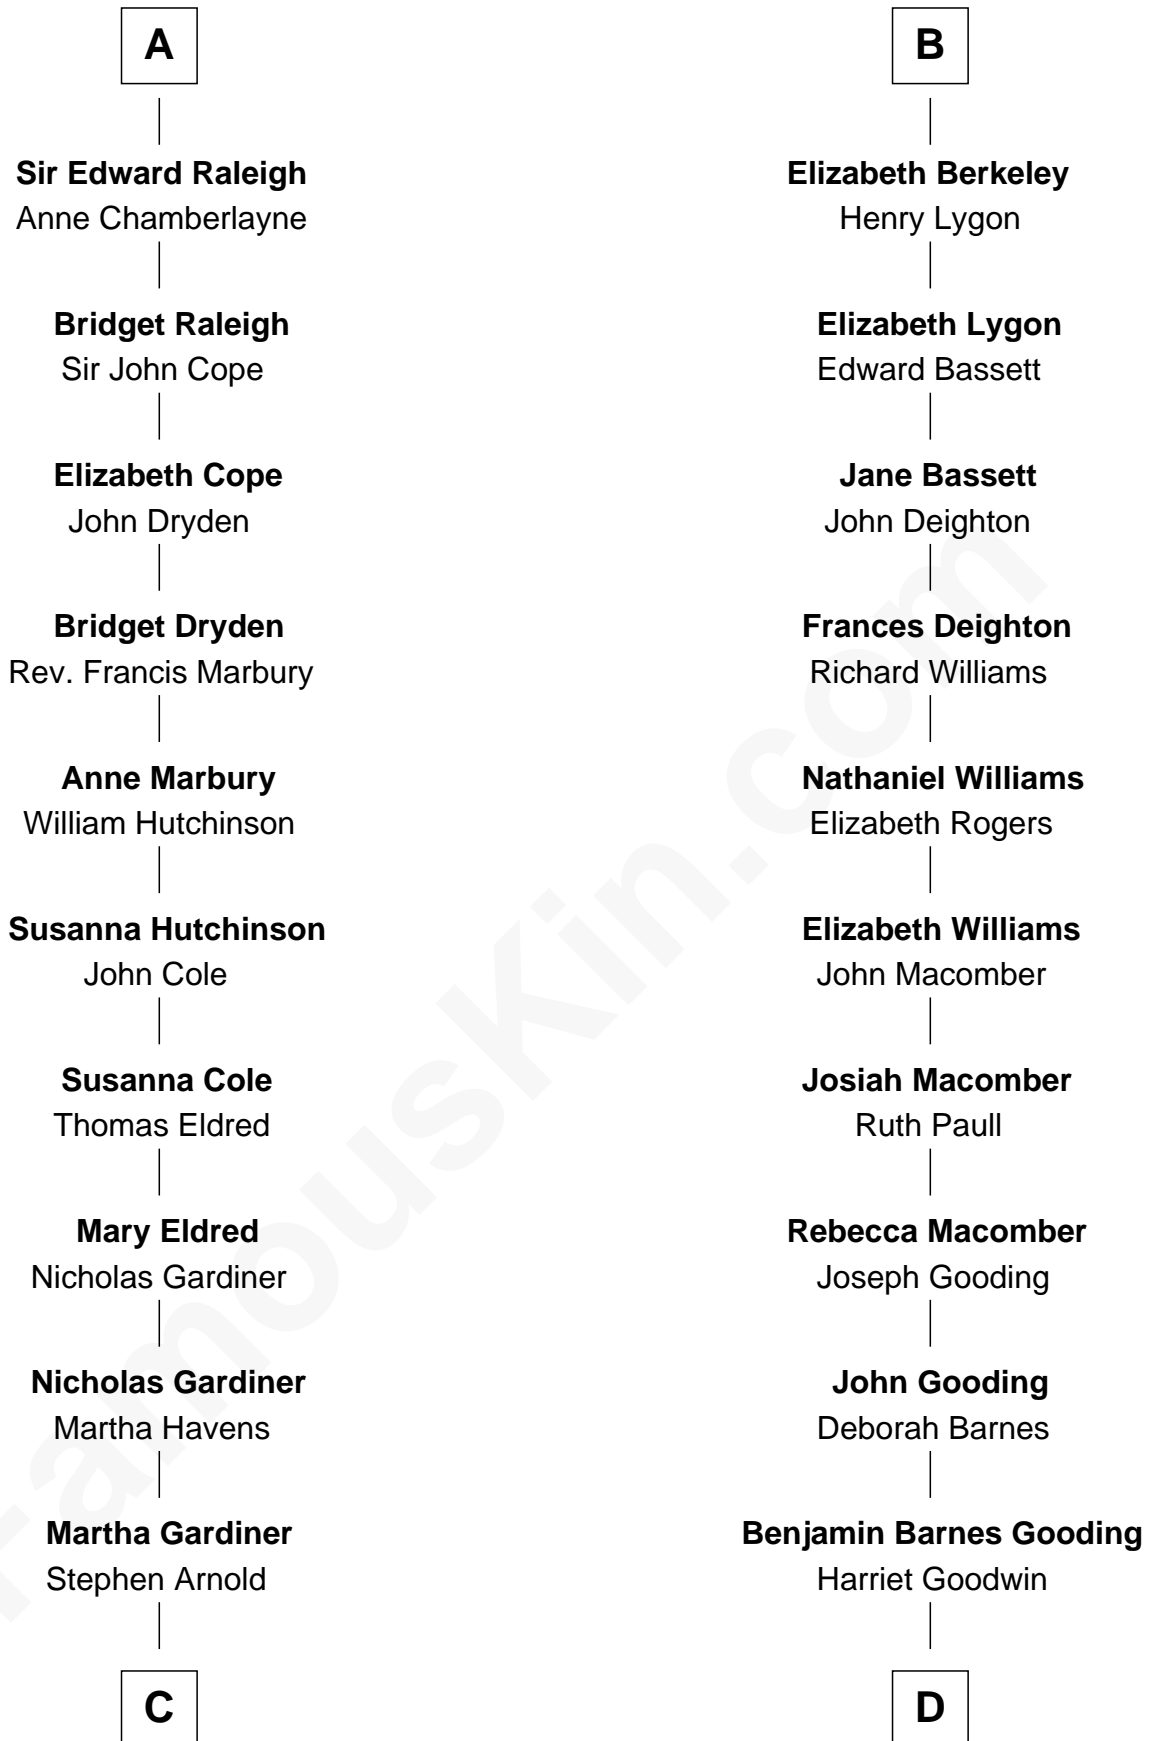 A
Sir Edward Raleigh
Anne Chamberlayne
Bridget Raleigh
Sir John Cope
Elizabeth Cope
John Dryden
Bridget Dryden
Rev. Francis Marbury
Anne Marbury
William Hutchinson
Susanna Hutchinson
John Cole
Susanna Cole
Thomas Eldred
Mary Eldred
Nicholas Gardiner
Nicholas Gardiner
Martha Havens
Martha Gardiner
Stephen Arnold
C
B
Elizabeth Berkeley
Henry Lygon
Elizabeth Lygon
Edward Bassett
Jane Bassett
John Deighton
Frances Deighton
Richard Williams
Nathaniel Williams
Elizabeth Rogers
Elizabeth Williams
John Macomber
Josiah Macomber
Ruth Paull
Rebecca Macomber
Joseph Gooding
John Gooding
Deborah Barnes
Benjamin Barnes Gooding
Harriet Goodwin
D
FamousKin.com